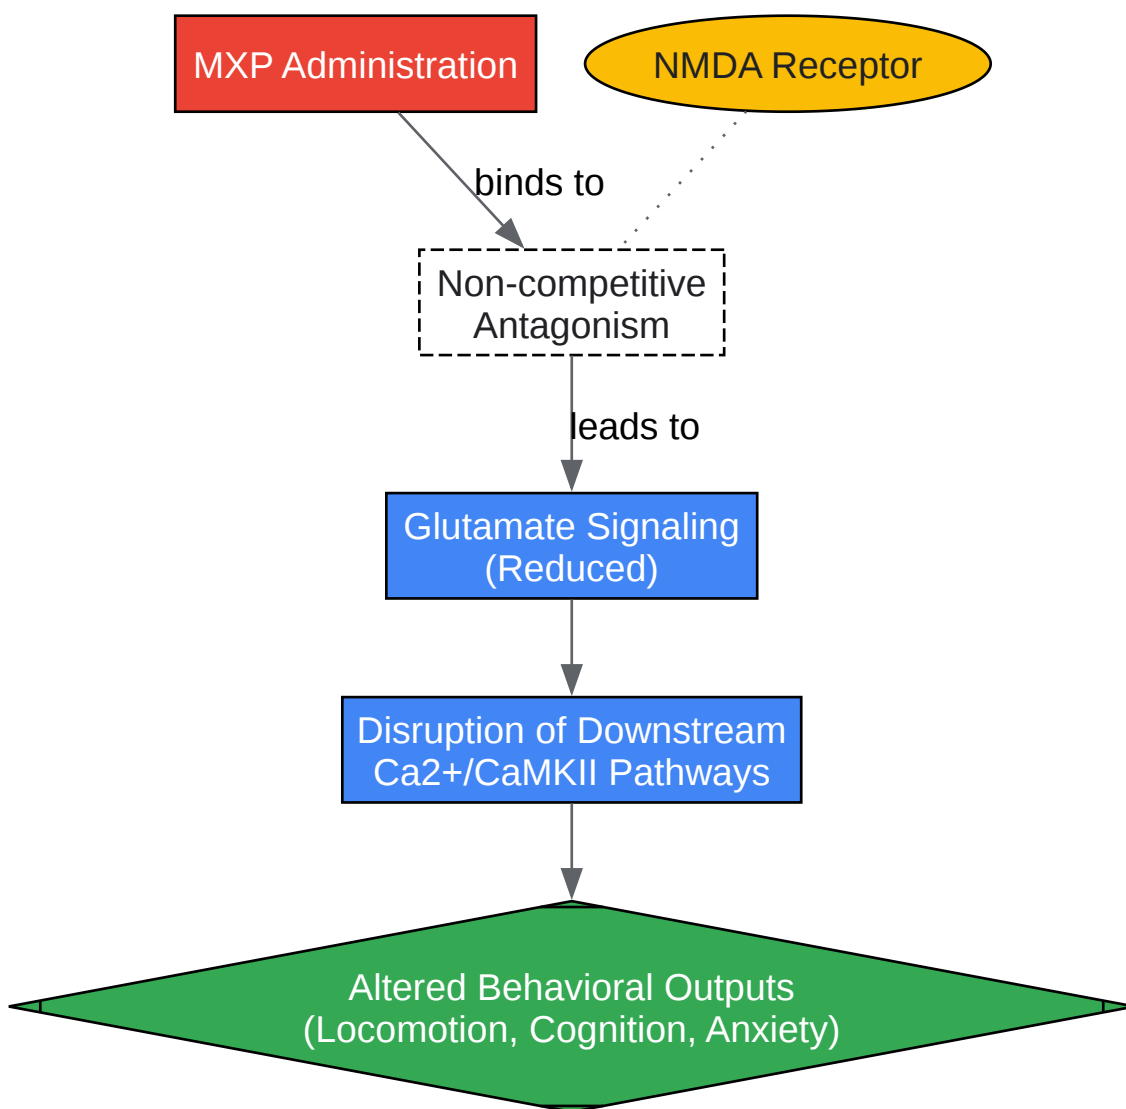 MXP Administration
NMDA Receptor
binds to
Non-competitive
Antagonism
leads to
Glutamate Signaling
(Reduced)
Disruption of Downstream
Ca2+/CaMKII Pathways
Altered Behavioral Outputs
(Locomotion, Cognition, Anxiety)